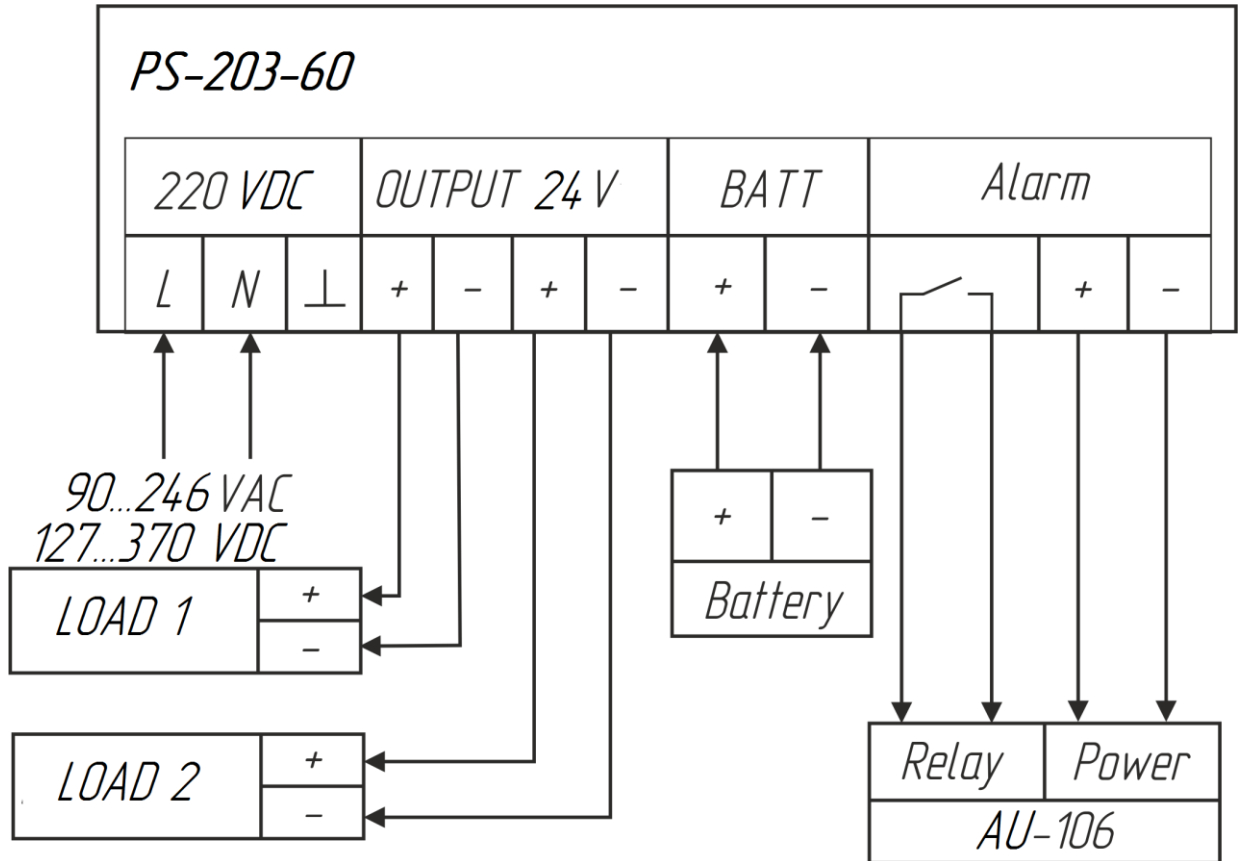 PS-203-60
220 VDC OUTPUT 24 V BATT Alarm
L N ⊥ + - + - + - + -
90...246 VAC
127...370 VDC
LOAD 1 + -
+ -
Battery
LOAD 2 + -
Relay Power
AU-106